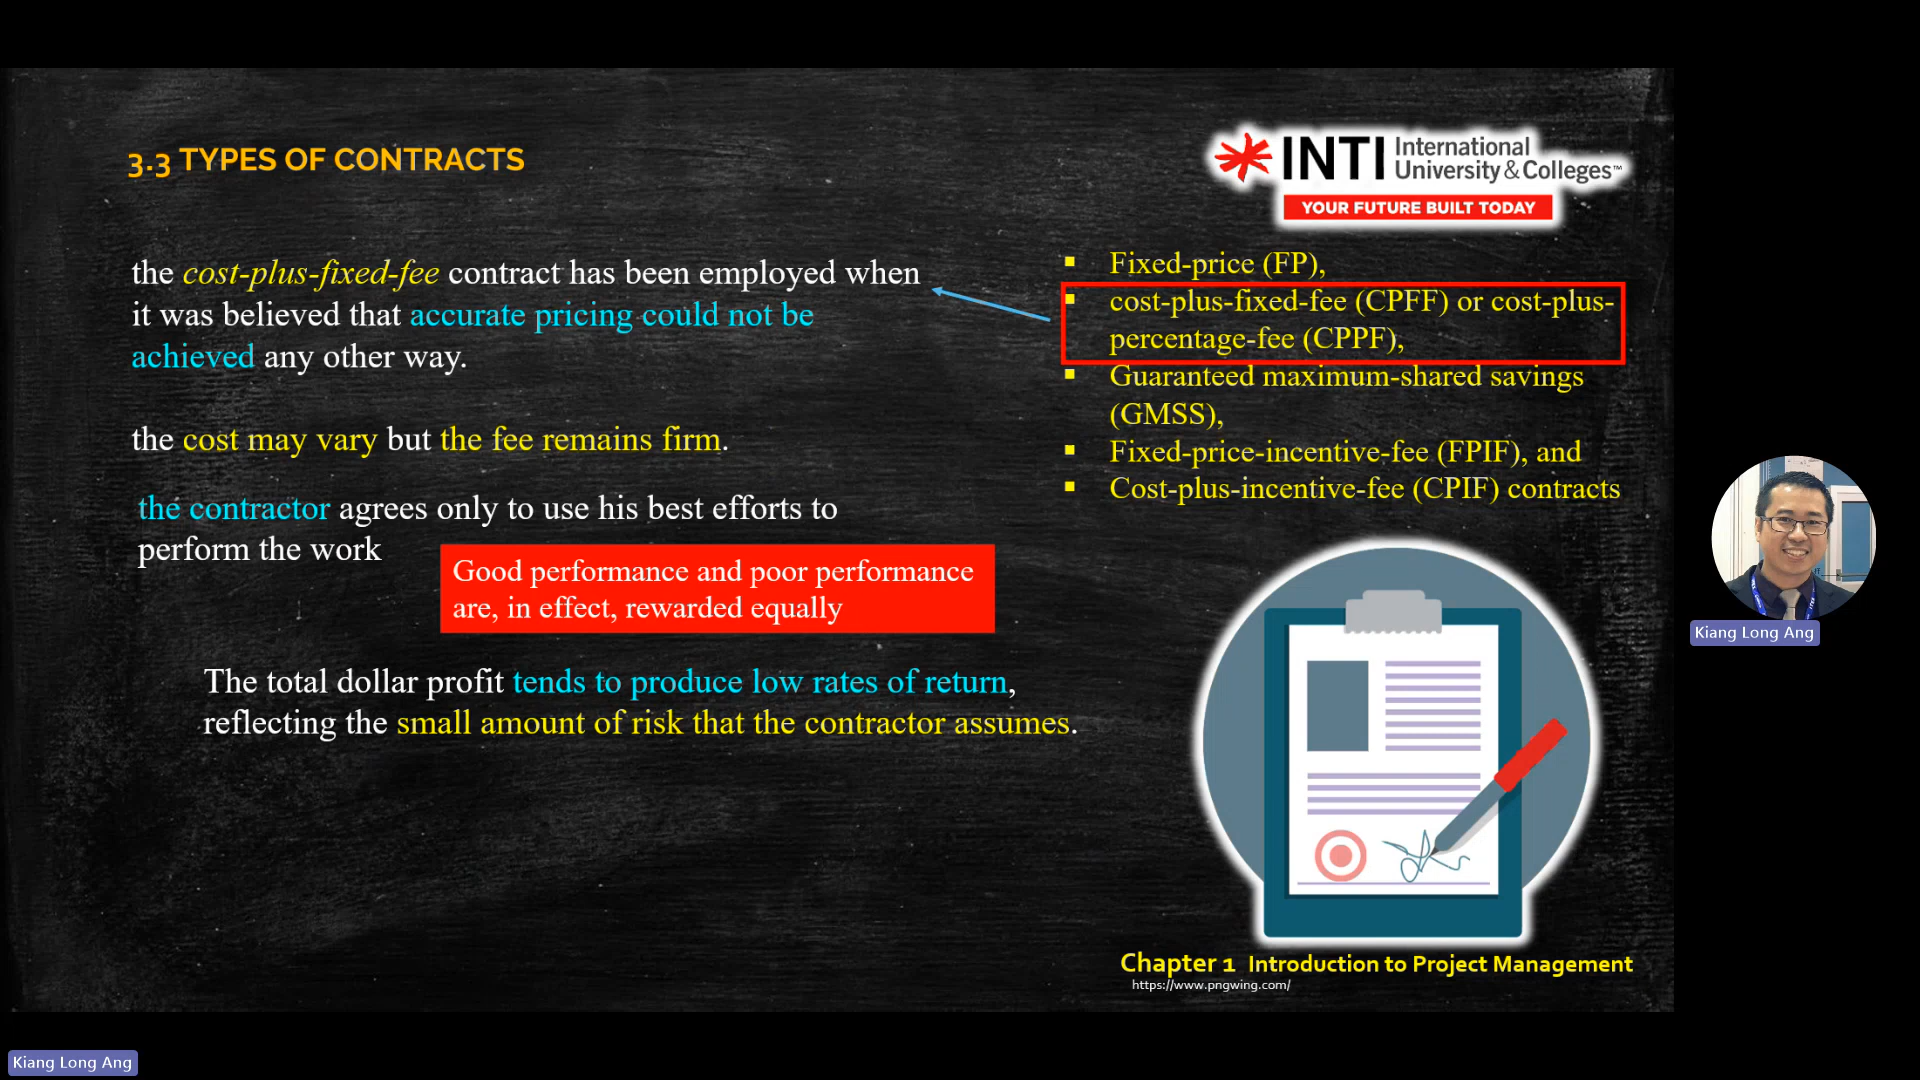 3.3 TYPES OF CONTRACTS
INTI International
University & Colleges™
YOUR FUTURE BUILT TODAY
the cost-plus-fixed-fee contract has been employed when
it was believed that accurate pricing could not be
achieved any other way.
the cost may vary but the fee remains firm.
the contractor agrees only to use his best efforts to
perform the work
Good performance and poor performance
are, in effect, rewarded equally
The total dollar profit tends to produce low rates of return,
reflecting the small amount of risk that the contractor assumes.
▪ Fixed-price (FP),
▪ cost-plus-fixed-fee (CPFF) or cost-plus-
percentage-fee (CPPF),
▪ Guaranteed maximum-shared savings
(GMSS),
▪ Fixed-price-incentive-fee (FPIF), and
▪ Cost-plus-incentive-fee (CPIF) contracts
Chapter 1 Introduction to Project Management
https://www.pngwing.com/
Kiang Long Ang
Kiang Long Ang